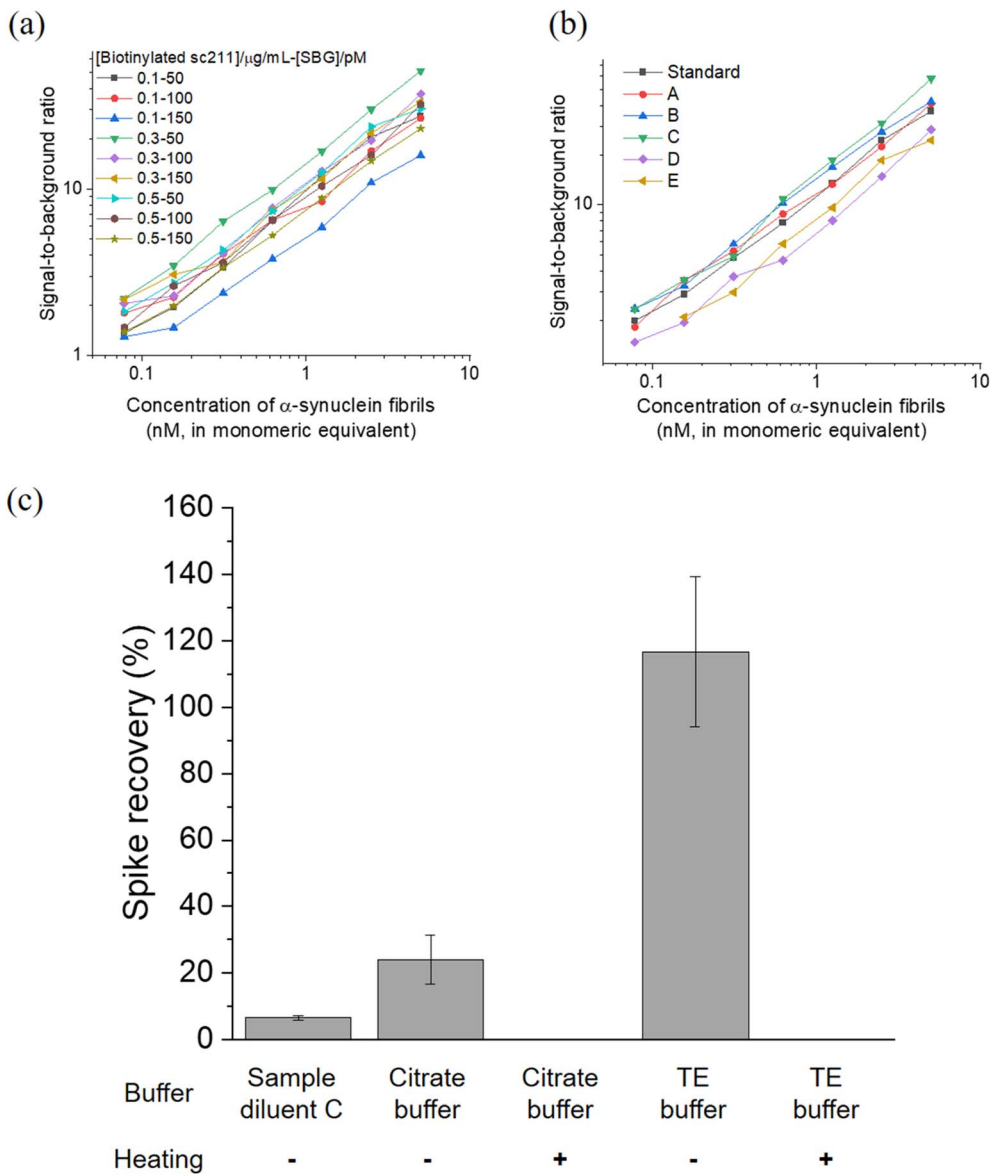 (a)
[Biotinylated sc211]/μg/mL-[SBG]/pM
0.1-50
0.1-100
0.1-150
0.3-50
0.3-100
0.3-150
0.5-50
0.5-100
0.5-150
Signal-to-background ratio
10
1
0.1 1 10
Concentration of α-synuclein fibrils
(nM, in monomeric equivalent)
(b)
Standard
A
B
C
D
E
Signal-to-background ratio
10
0.1 1 10
Concentration of α-synuclein fibrils
(nM, in monomeric equivalent)
(c)
Spike recovery (%)
160
140
120
100
80
60
40
20
0
Buffer Sample Citrate Citrate TE TE
diluent C buffer buffer buffer buffer
Heating - - + - +